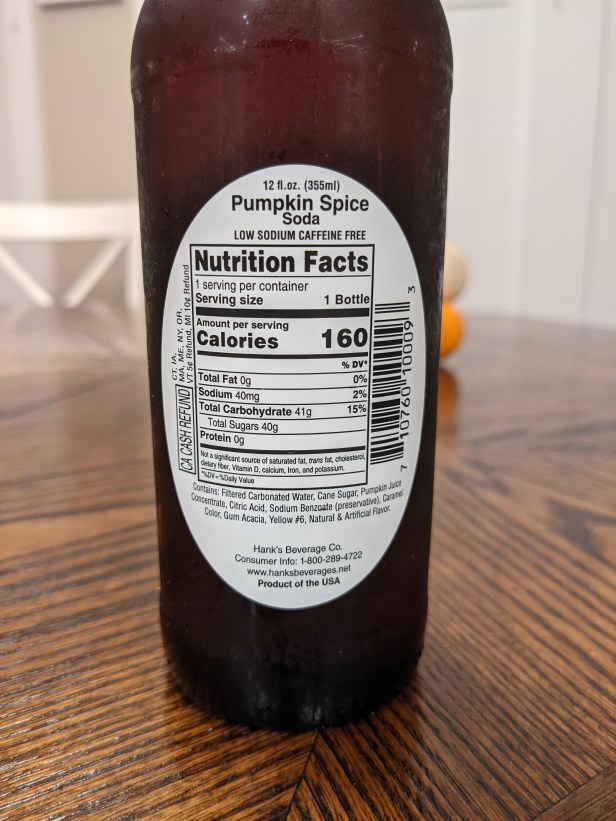 12 fl.oz. (355ml)
Pumpkin Spice
Soda
LOW SODIUM CAFFEINE FREE
Nutrition Facts
1 serving per container
Serving size 1 Bottle
Amount per serving
Calories 160
% DV*
Total Fat 0g 0%
Sodium 40mg 2%
Total Carbohydrate 41g 15%
Total Sugars 40g
Protein 0g
Not a significant source of saturated fat, trans fat, cholesterol,
dietary fiber, Vitamin D, calcium, Iron, and potassium.
*%DV=%Daily Value
CA CASH REFUND
CT, IA,
MA, ME, NY, OR,
VT 5¢ Refund, MI 10¢ Refund
7 10760 10009 3
Contains: Filtered Carbonated Water, Cane Sugar, Pumpkin Juice
Concentrate, Citric Acid, Sodium Benzoate (preservative), Caramel
Color, Gum Acacia, Yellow #6, Natural & Artificial Flavor.
Hank's Beverage Co.
Consumer Info: 1-800-289-4722
www.hanksbeverages.net
Product of the USA